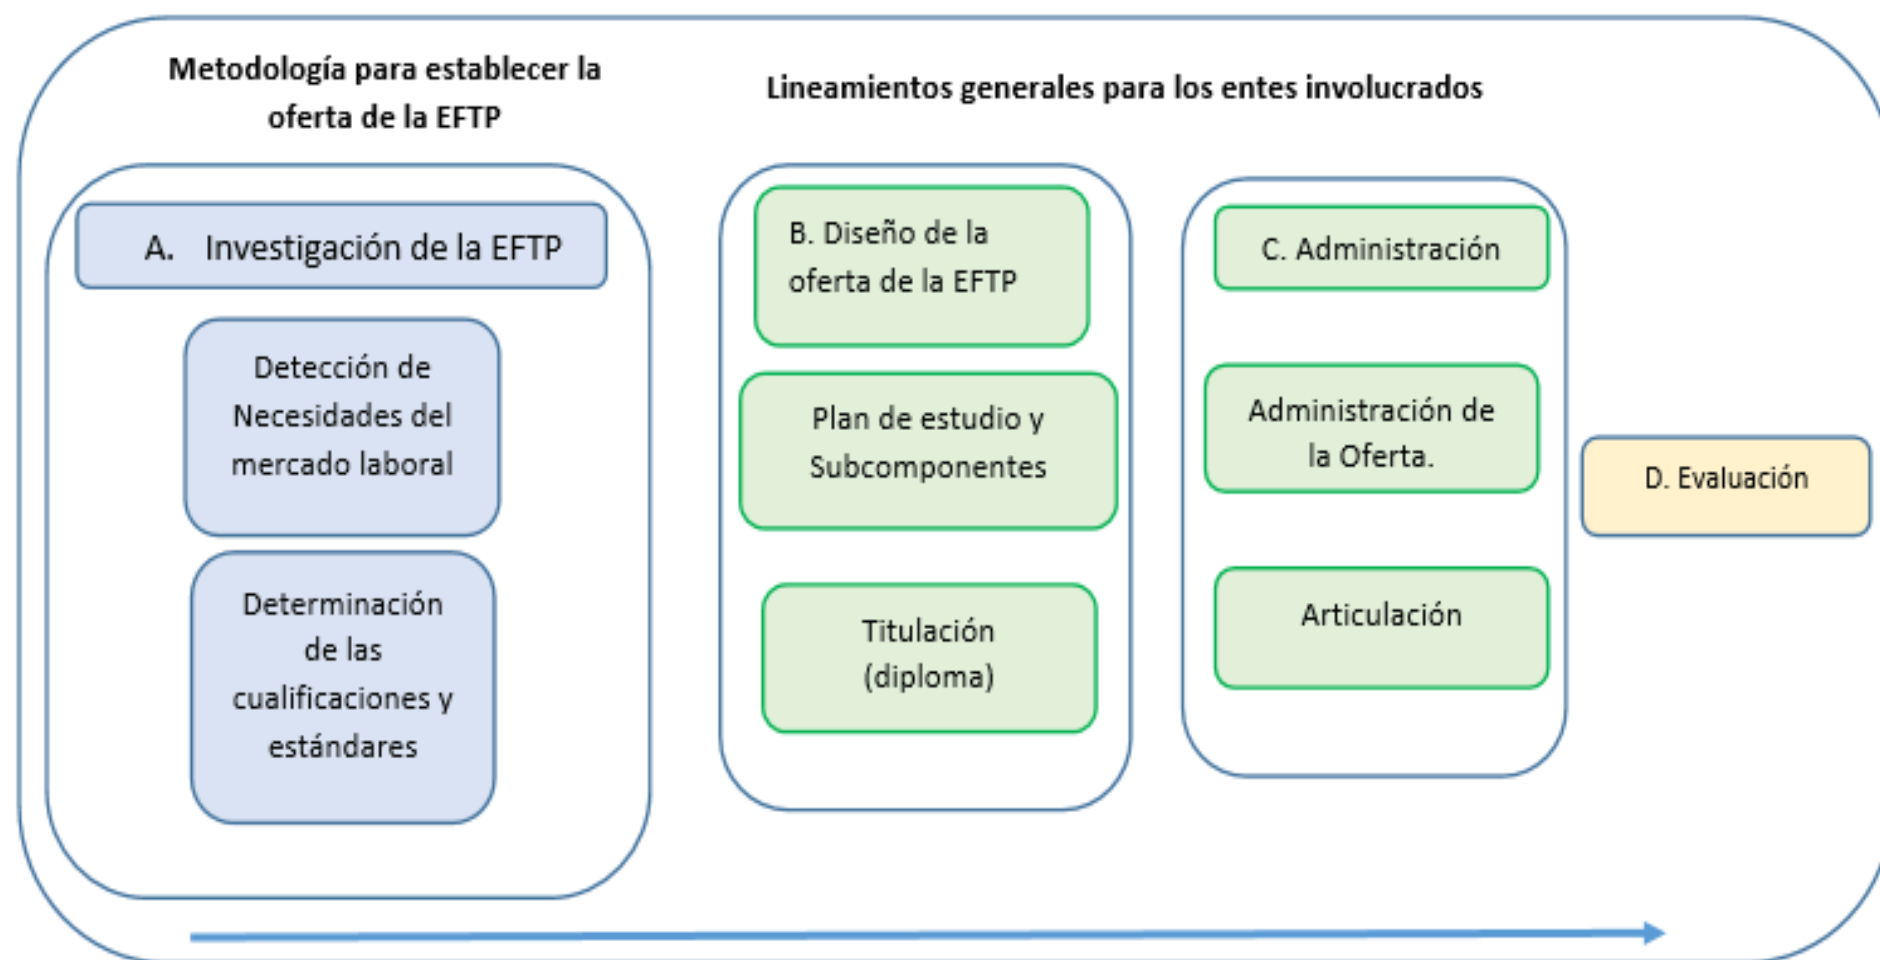 Metodología para establecer la
oferta de la EFTP
Lineamientos generales para los entes involucrados
A. Investigación de la EFTP
Detección de
Necesidades del
mercado laboral
Determinación
de las
cualificaciones y
estándares
B. Diseño de la
oferta de la EFTP
Plan de estudio y
Subcomponentes
Titulación
(diploma)
C. Administración
Administración de
la Oferta.
Articulación
D. Evaluación